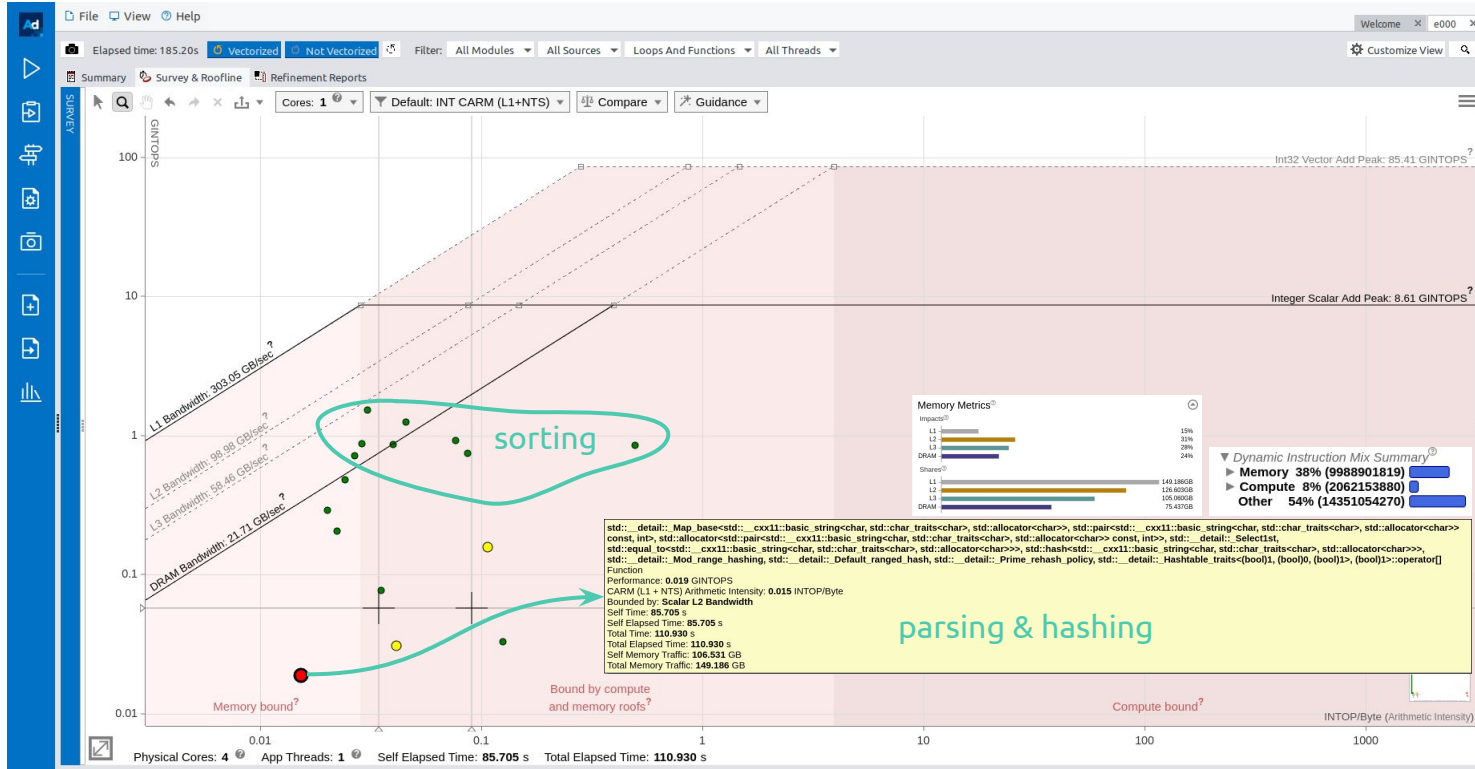 Ad
File View Help
Welcome × e000 ×
Elapsed time: 185.20s Vectorized Not Vectorized Filter: All Modules All Sources Loops And Functions All Threads Customize View
Summary Survey & Roofline Refinement Reports
SURVEY
Cores: 1 Default: INT CARM (L1+NTS) Compare Guidance
GINTOPS
100
Int32 Vector Add Peak: 85.41 GINTOPS ?
10
Integer Scalar Add Peak: 8.61 GINTOPS ?
L1 Bandwidth: 303.05 GB/sec ?
L2 Bandwidth: 98.98 GB/sec ?
L3 Bandwidth: 58.46 GB/sec ?
DRAM Bandwidth: 21.71 GB/sec ?
1
sorting
Memory Metrics
Impacts
L1 15%
L2 31%
L3 28%
DRAM 24%
Shares
L1 149.186GB
L2 126.603GB
L3 105.060GB
DRAM 75.437GB
Dynamic Instruction Mix Summary
Memory 38% (9988901819)
Compute 8% (2062153880)
Other 54% (14351054270)
0.1
std::__detail::_Map_base<std::__cxx11::basic_string<char, std::char_traits<char>, std::allocator<char>>, std::pair<std::__cxx11::basic_string<char, std::char_traits<char>, std::allocator<char>>
const, int>, std::allocator<std::pair<std::__cxx11::basic_string<char, std::char_traits<char>, std::allocator<char>> const, int>>, std::__detail::_Select1st,
std::equal_to<std::__cxx11::basic_string<char, std::char_traits<char>, std::allocator<char>>>, std::hash<std::__cxx11::basic_string<char, std::char_traits<char>, std::allocator<char>>>,
std::__detail::_Mod_range_hashing, std::__detail::_Default_ranged_hash, std::__detail::_Prime_rehash_policy, std::__detail::_Hashtable_traits<(bool)1, (bool)0, (bool)1>, (bool)1>::operator[]
Function
Performance: 0.019 GINTOPS
CARM (L1 + NTS) Arithmetic Intensity: 0.015 INTOP/Byte
Bounded by: Scalar L2 Bandwidth
Self Time: 85.705 s
Self Elapsed Time: 85.705 s
Total Time: 110.930 s
Total Elapsed Time: 110.930 s
Self Memory Traffic: 106.531 GB
Total Memory Traffic: 149.186 GB
parsing & hashing
Memory bound ?
Bound by compute
and memory roofs ?
Compute bound ?
0.01
INTOP/Byte (Arithmetic Intensity)
0.01 0.1 1 10 100 1000
Physical Cores: 4 App Threads: 1 Self Elapsed Time: 85.705 s Total Elapsed Time: 110.930 s